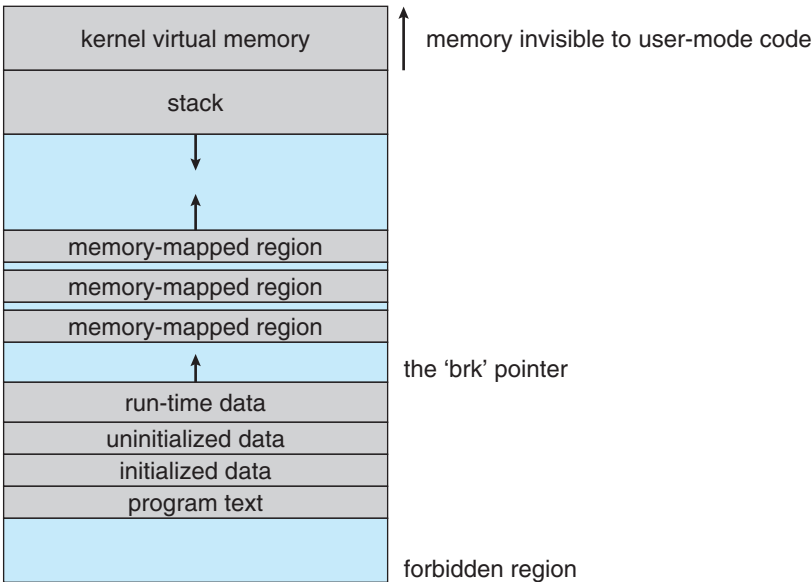 kernel virtual memory
memory invisible to user-mode code
stack
memory-mapped region
memory-mapped region
memory-mapped region
the ‘brk’ pointer
run-time data
uninitialized data
initialized data
program text
forbidden region